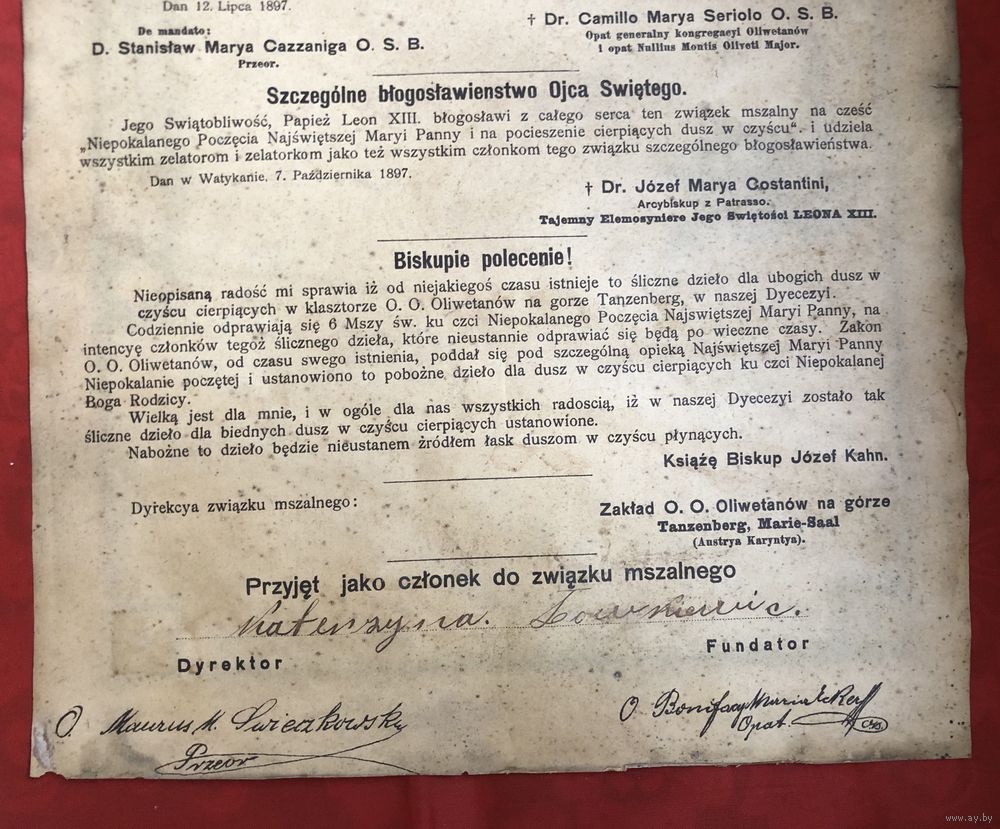 Dan 12. Lipca 1897.
De mandato:
D. Stanisław Marya Cazzaniga O. S. B.
Przeor.
† Dr. Camillo Marya Seriolo O. S. B.
Opat generalny kongregacyi Oliwetanów
i opat Nullius Montis Oliveti Major.
Szczególne błogosławienstwo Ojca Swiętego.
Jego Swiątobliwość, Papież Leon XIII. błogosławi z całego serca ten związek mszalny na cześć
„Niepokalanego Poczęcia Najświętszej Maryi Panny i na pocieszenie cierpiących dusz w czyśćcu“. i udziela
wszystkim zelatorom i zelatorkom jako też wszystkim członkom tego związku szczególnego błogosławieństwa.
Dan w Watykanie, 7. Października 1897.
† Dr. Józef Marya Costantini,
Arcybiskup z Patrasso.
Tajemny Elemosyniere Jego Swiętości LEONA XIII.
Biskupie polecenie!
Nieopisaną radość mi sprawia iż od niejakiegoś czasu istnieje to śliczne dzieło dla ubogich dusz w
czyścu cierpiących w klasztorze O. O. Oliwetanów na gorze Tanzenberg, w naszej Dyecezyi.
Codziennie odprawiają się 6 Mszy św. ku czci Niepokalanego Poczęcia Najswiętszej Maryi Panny, na
intencyę członków tegoż ślicznego dzieła, które nieustannie odprawiać się będą po wieczne czasy. Zakon
O. O. Oliwetanów, od czasu swego istnienia, poddał się pod szczególną opieką Najświętszej Maryi Panny
Niepokalanie poczętej i ustanowiono to pobożne dzieło dla dusz w czyścu cierpiących ku czci Niepokalanej
Boga Rodzicy.
Wielką jest dla mnie, i w ogóle dla nas wszystkich radoscią, iż w naszej Dyecezyi zostało tak
śliczne dzieło dla biednych dusz w czyścu cierpiących ustanowione.
Nabożne to dzieło będzie nieustanem źródłem łask duszom w czyścu płynących.
Książę Biskup Józef Kahn.
Dyrekcya związku mszalnego:
Zakład O. O. Oliwetanów na górze
Tanzenberg, Marie-Saal
(Austrya Karyntya).
Przyjęt jako członek do związku mszalnego
Katerzyna.
Dyrektor
Fundator
O. Maurus M. Swieczkowski
Przeor
O Bonifacy Maria
Opat.
www.ay.by